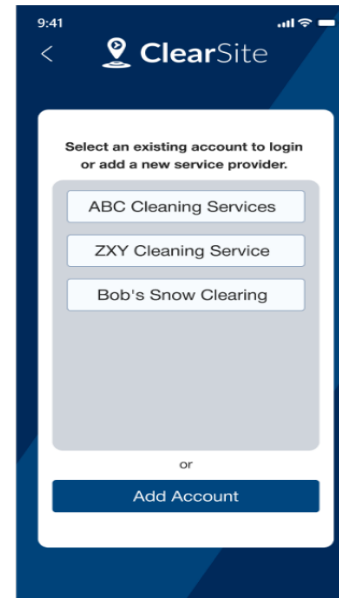 9:41
ClearSite
Select an existing account to login
or add a new service provider.
ABC Cleaning Services
ZXY Cleaning Service
Bob's Snow Clearing
or
Add Account